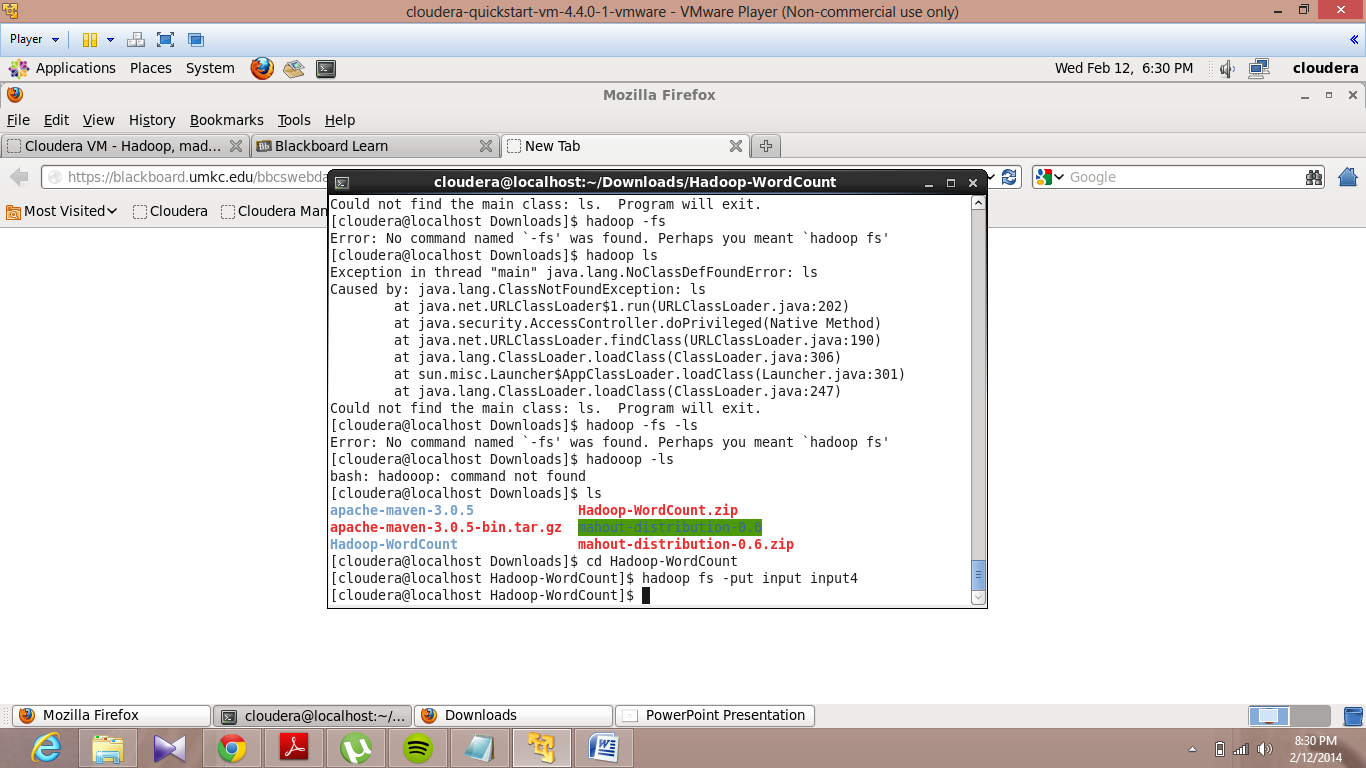 cloudera-quickstart-vm-4.4.0-1-vmware - VMware Player (Non-commercial use only)
Player
Applications Places System Wed Feb 12, 6:30 PM cloudera
Mozilla Firefox
File Edit View History Bookmarks Tools Help
Cloudera VM - Hadoop, mad... Blackboard Learn New Tab
https://blackboard.umkc.edu/bbcswebda Google
Most Visited Cloudera Cloudera Man
cloudera@localhost:~/Downloads/Hadoop-WordCount
Could not find the main class: ls.  Program will exit.
[cloudera@localhost Downloads]$ hadoop -fs
Error: No command named `-fs' was found. Perhaps you meant `hadoop fs'
[cloudera@localhost Downloads]$ hadoop ls
Exception in thread "main" java.lang.NoClassDefFoundError: ls
Caused by: java.lang.ClassNotFoundException: ls
        at java.net.URLClassLoader$1.run(URLClassLoader.java:202)
        at java.security.AccessController.doPrivileged(Native Method)
        at java.net.URLClassLoader.findClass(URLClassLoader.java:190)
        at java.lang.ClassLoader.loadClass(ClassLoader.java:306)
        at sun.misc.Launcher$AppClassLoader.loadClass(Launcher.java:301)
        at java.lang.ClassLoader.loadClass(ClassLoader.java:247)
Could not find the main class: ls.  Program will exit.
[cloudera@localhost Downloads]$ hadoop -fs -ls
Error: No command named `-fs' was found. Perhaps you meant `hadoop fs'
[cloudera@localhost Downloads]$ hadooop -ls
bash: hadooop: command not found
[cloudera@localhost Downloads]$ ls
apache-maven-3.0.5             Hadoop-WordCount.zip
apache-maven-3.0.5-bin.tar.gz  mahout-distribution-0.6
Hadoop-WordCount               mahout-distribution-0.6.zip
[cloudera@localhost Downloads]$ cd Hadoop-WordCount
[cloudera@localhost Hadoop-WordCount]$ hadoop fs -put input input4
[cloudera@localhost Hadoop-WordCount]$
Mozilla Firefox cloudera@localhost:~/... Downloads PowerPoint Presentation
8:30 PM
2/12/2014